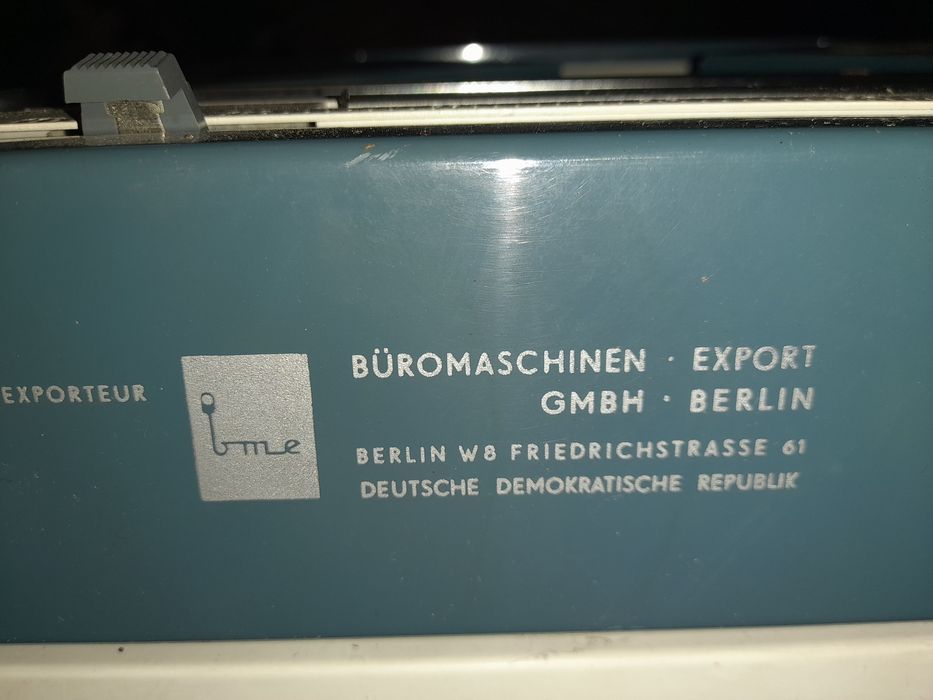 EXPORTEUR
bme
BÜROMASCHINEN · EXPORT
GMBH · BERLIN
BERLIN W8 FRIEDRICHSTRASSE 61
DEUTSCHE DEMOKRATISCHE REPUBLIK